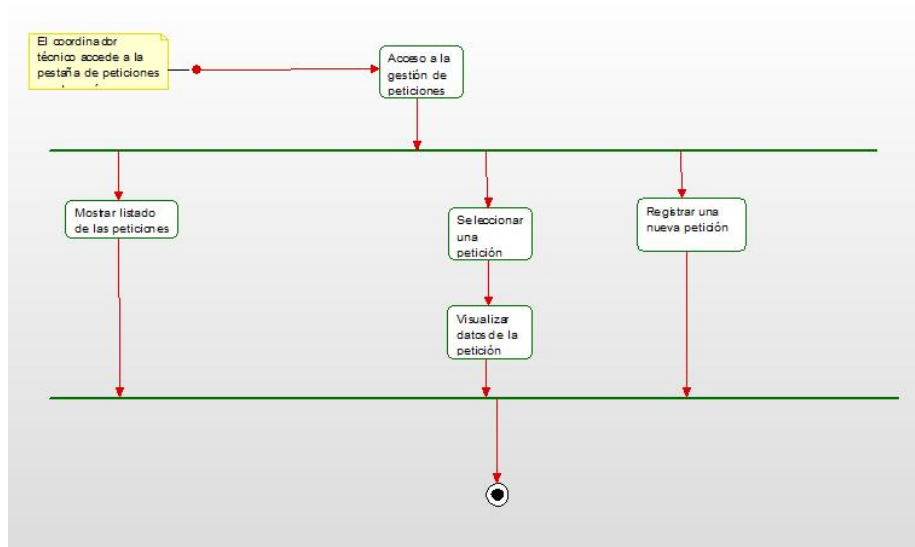 El coordinador
técnico accede a la
pestaña de peticiones
Acceso a la
gestión de
peticiones
Mostrar listado
de las peticiones
Seleccionar
una
petición
Registrar una
nueva petición
Visualizar
datos de la
petición